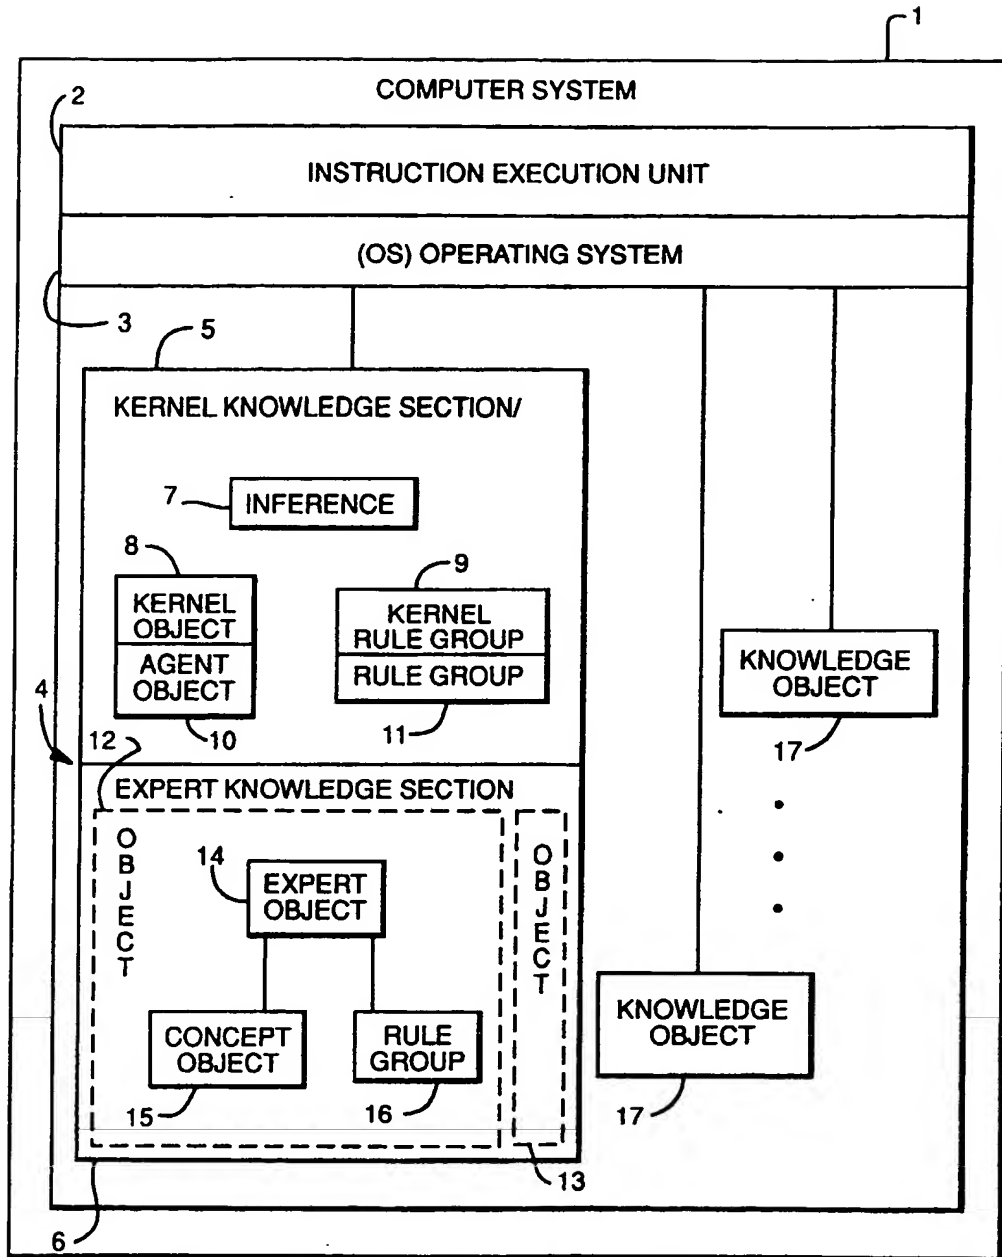 1
COMPUTER SYSTEM
2
INSTRUCTION EXECUTION UNIT
(OS) OPERATING SYSTEM
3
5
KERNEL KNOWLEDGE SECTION/
7
INFERENCE
8
9
KERNEL
OBJECT
KERNEL
RULE GROUP
AGENT
OBJECT
RULE GROUP
KNOWLEDGE
OBJECT
4
10
11
17
12
EXPERT KNOWLEDGE SECTION
OBJECT
OBJECT
14
EXPERT
OBJECT
KNOWLEDGE
OBJECT
CONCEPT
OBJECT
RULE
GROUP
15
16
17
13
6